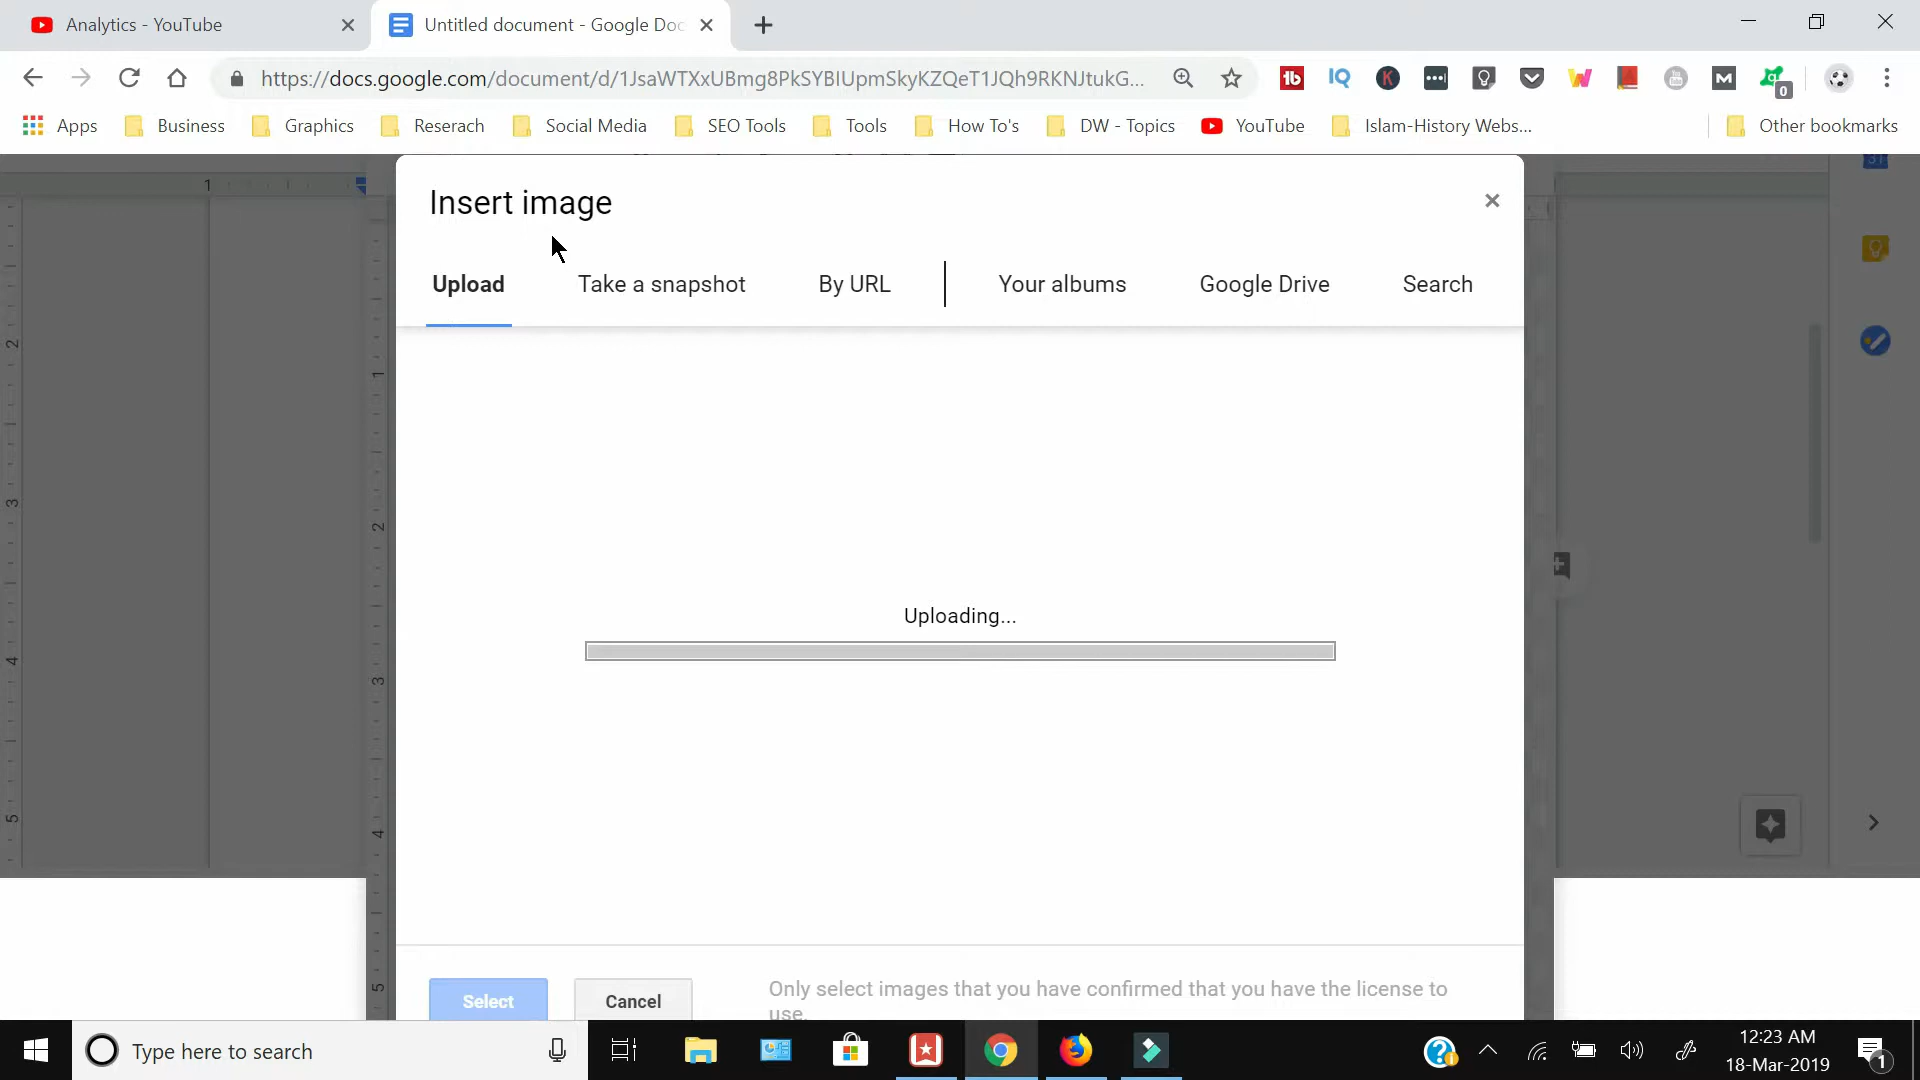 Analytics - YouTube
Untitled document - Google Doc
https://docs.google.com/document/d/1JsaWTXxUBmg8PkSYBIUpmSkyKZQeT1JQh9RKNJtukG...
Apps
Business
Graphics
Reserach
Social Media
SEO Tools
Tools
How To's
DW - Topics
YouTube
Islam-History Webs...
Other bookmarks
Insert image
Upload
Take a snapshot
By URL
Your albums
Google Drive
Search
Uploading...
Select
Cancel
Only select images that you have confirmed that you have the license to
use.
Type here to search
12:23 AM
18-Mar-2019